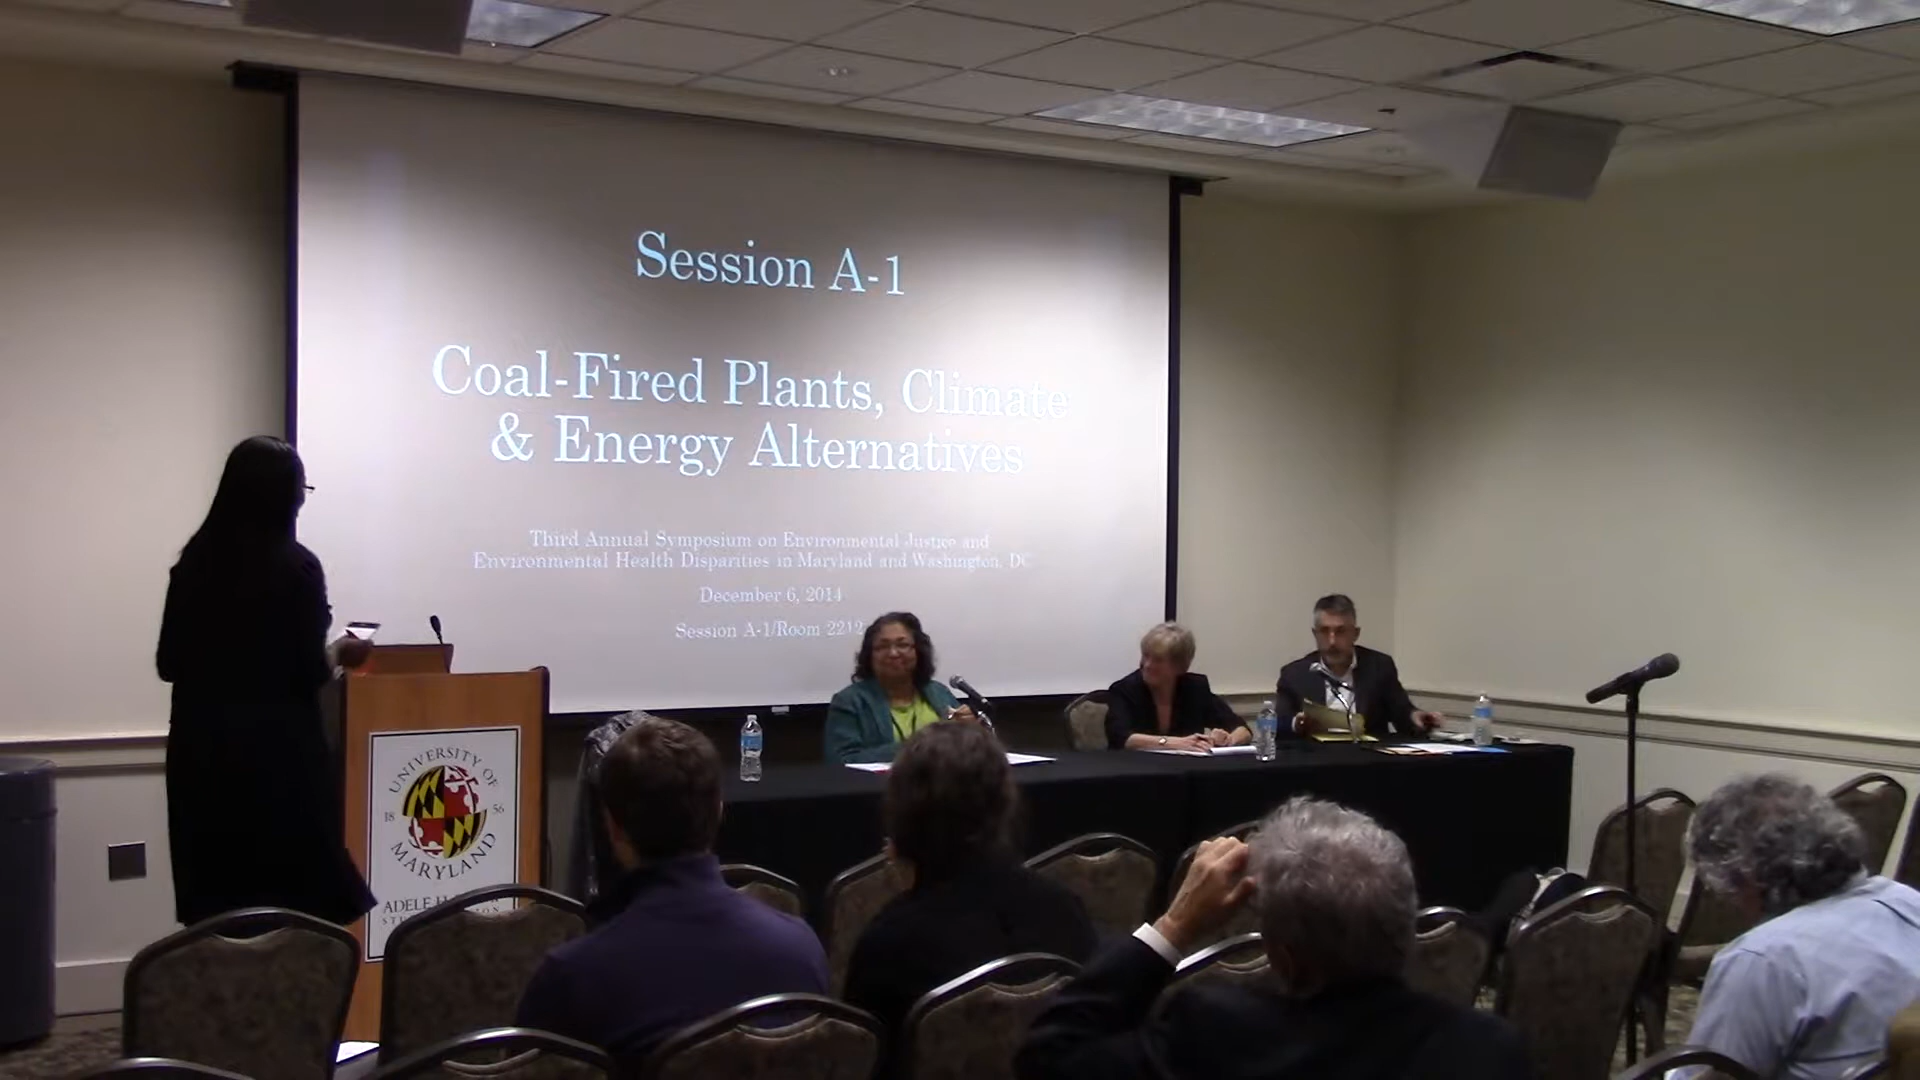 Session A-1
Coal-Fired Plants, Climate
& Energy Alternatives
Third Annual Symposium on Environmental Justice and
Environmental Health Disparities in Maryland and Washington, DC
December 6, 2014
Session A-1/Room 2212
UNIVERSITY OF
18 56
MARYLAND
ADELE H.